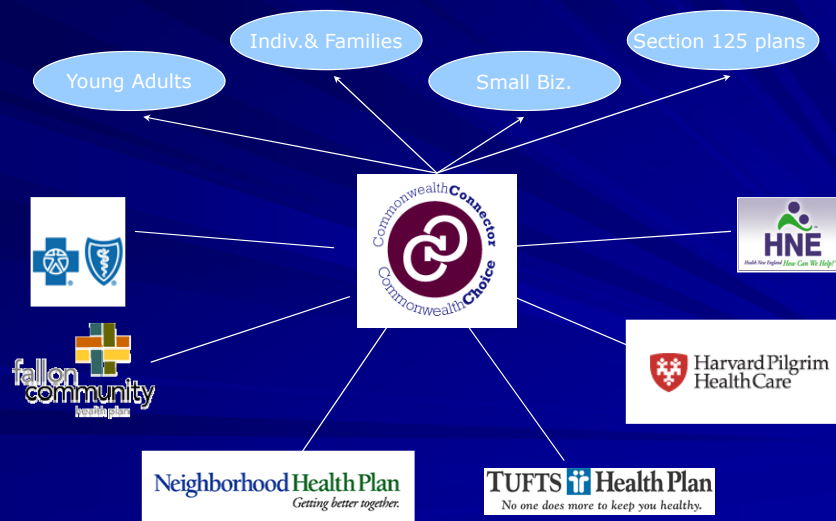 Indiv.& Families
Section 125 plans
Young Adults
Small Biz.
CommonwealthConnector
CommonwealthChoice
HNE
Health New England How Can We Help?
fallon
community
health plan
Harvard Pilgrim
HealthCare
Neighborhood Health Plan
Getting better together.
TUFTS Health Plan
No one does more to keep you healthy.